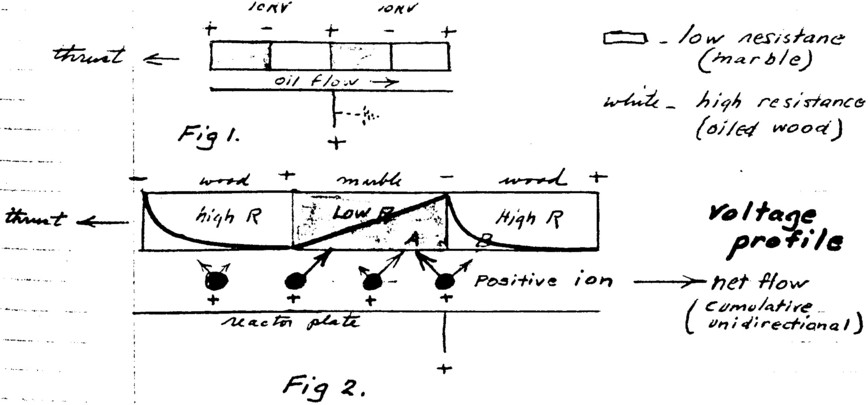 10KV 10KV
+ - + - +
thrust
oil flow
+
Fig 1.
- low resistane
(marble)
white - high resistance
(oiled wood)
- wood + marble - wood +
thrust
high R Low R High R
A B
voltage
profile
Positive ion
net flow
+ + + +
(cumulative
unidirectional)
reactor plate
+
Fig 2.